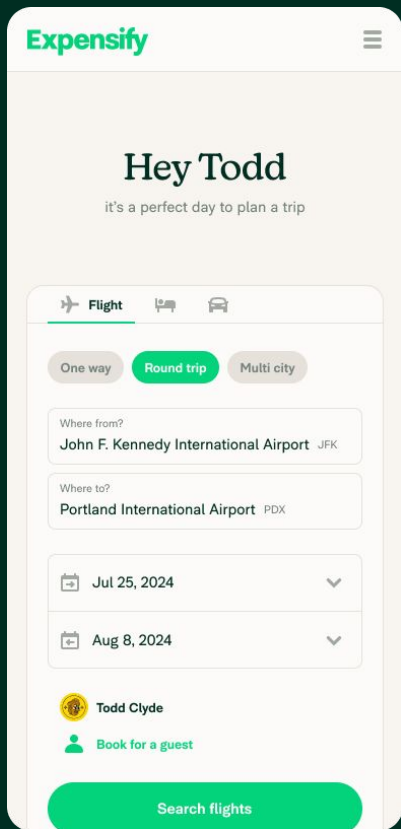 Expensify
Hey Todd
it's a perfect day to plan a trip
Flight
One way Round trip Multi city
Where from?
John F. Kennedy International Airport JFK
Where to?
Portland International Airport PDX
Jul 25, 2024
Aug 8, 2024
Todd Clyde
Book for a guest
Search flights